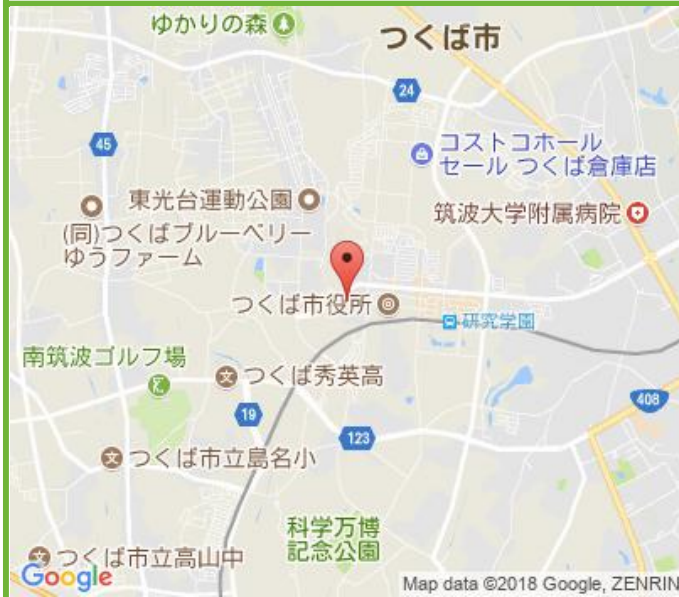 ゆかりの森
つくば市
24
45
コストコホール
セール つくば倉庫店
東光台運動公園
筑波大学附属病院
(同)つくばブルーベリー
ゆうファーム
つくば市役所
研究学園
南筑波ゴルフ場
つくば秀英高
文
408
19
123
文
つくば市立島名小
科学万博
記念公園
文
つくば市立高山中
Google
Map data ©2018 Google, ZENRIN